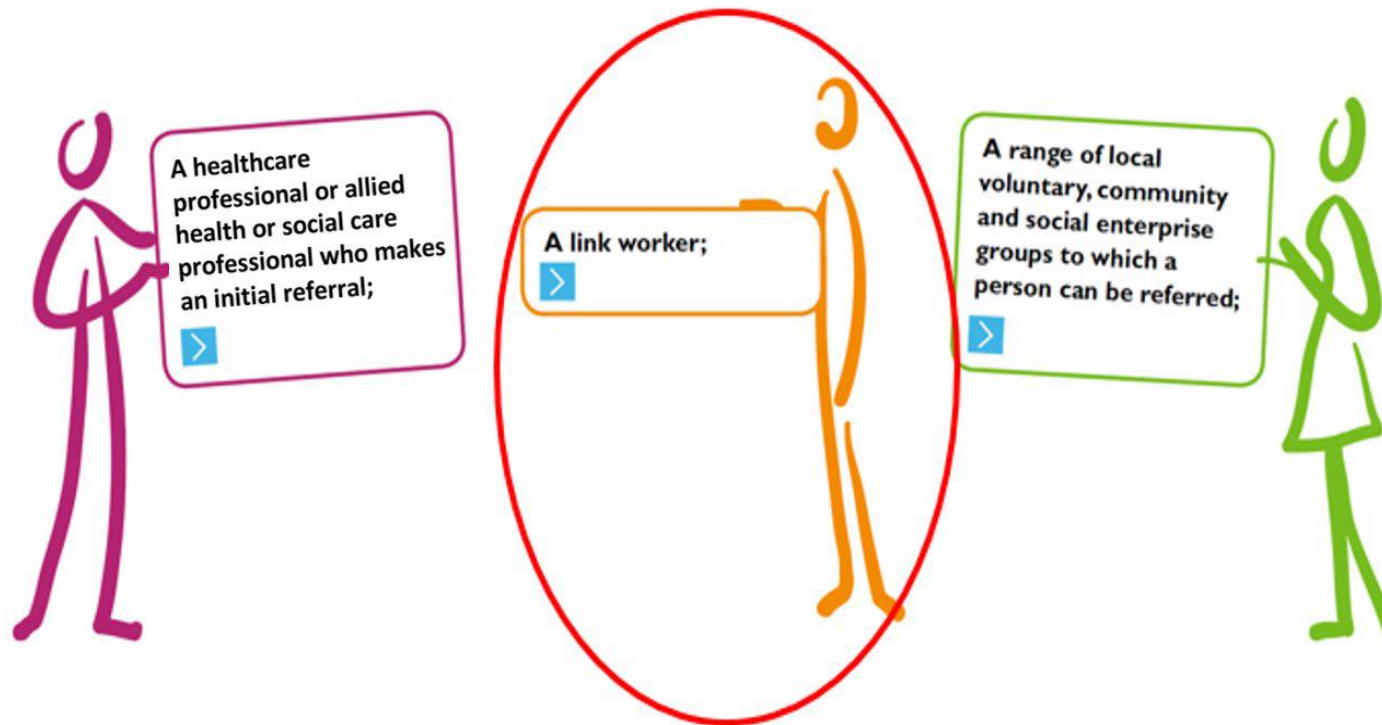 A healthcare
professional or allied
health or social care
professional who makes
an initial referral;
A link worker;
A range of local
voluntary, community
and social enterprise
groups to which a
person can be referred;